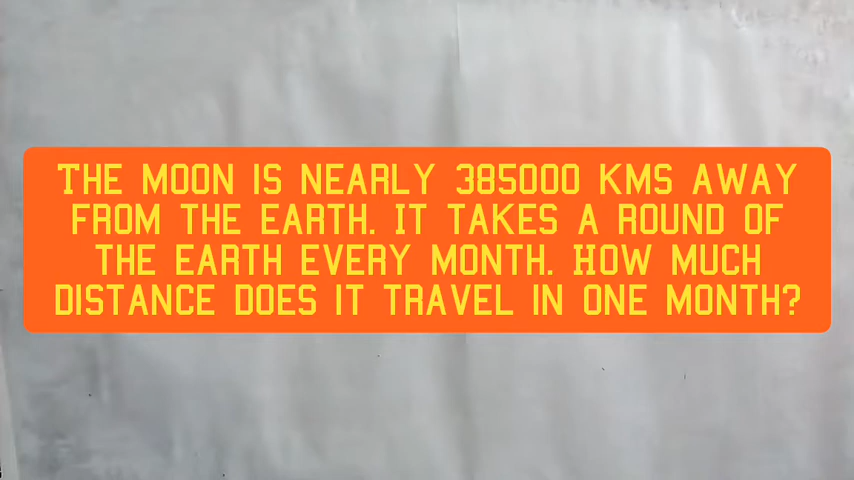 The moon is nearly 385000 kms away
from the earth. It takes a round of
the earth every month. How much
distance does it travel in one month?